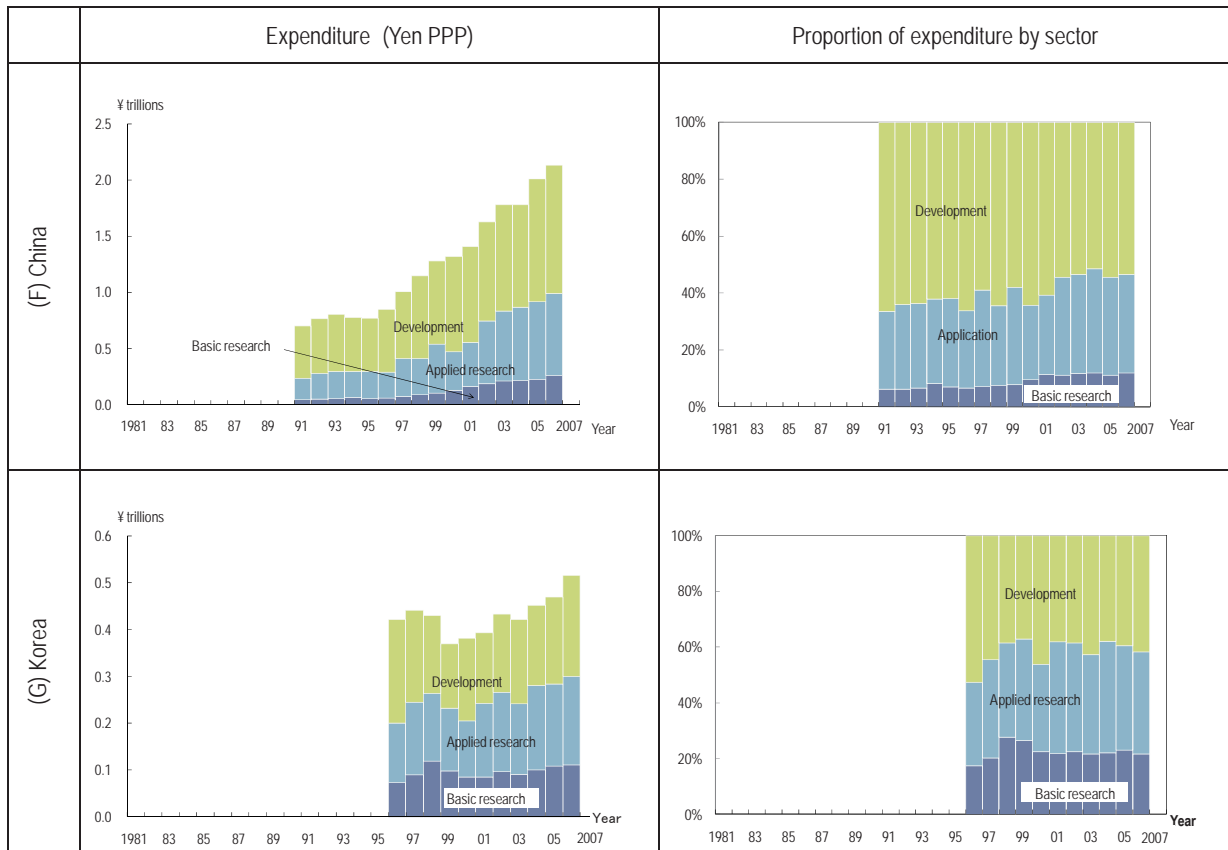 Expenditure (Yen PPP)
Proportion of expenditure by sector
(F) China
¥ trillions
2.5
2.0
1.5
1.0
0.5
0.0
Development
Basic research
Applied research
1981 83 85 87 89 91 93 95 97 99 01 03 05 2007 Year
100%
80%
60%
40%
20%
0%
Development
Application
Basic research
1981 83 85 87 89 91 93 95 97 99 01 03 05 2007 Year
(G) Korea
¥ trillions
0.6
0.5
0.4
0.3
0.2
0.1
0.0
Development
Applied research
Basic research
1981 83 85 87 89 91 93 95 97 99 01 03 05 2007 Year
100%
80%
60%
40%
20%
0%
Development
Applied research
Basic research
1981 83 85 87 89 91 93 95 97 99 01 03 05 2007 Year